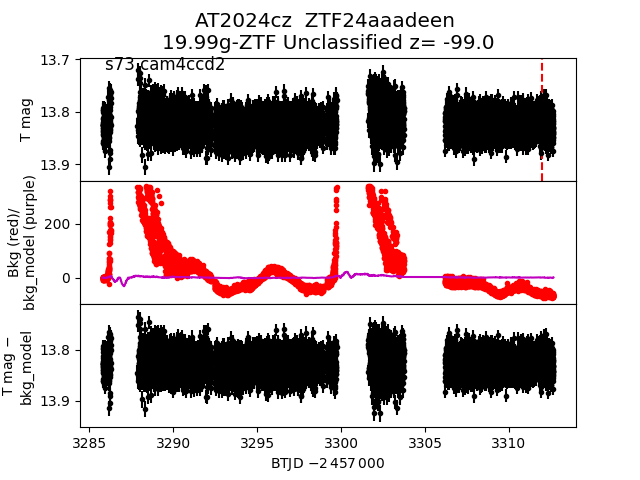 AT2024cz  ZTF24aaadeen
19.99g-ZTF Unclassified z= -99.0
s73 cam4ccd2
13.7
13.8
13.9
T mag
200
0
Bkg (red)/
bkg_model (purple)
13.8
13.9
T mag −
bkg_model
3285
3290
3295
3300
3305
3310
BTJD −2 457 000